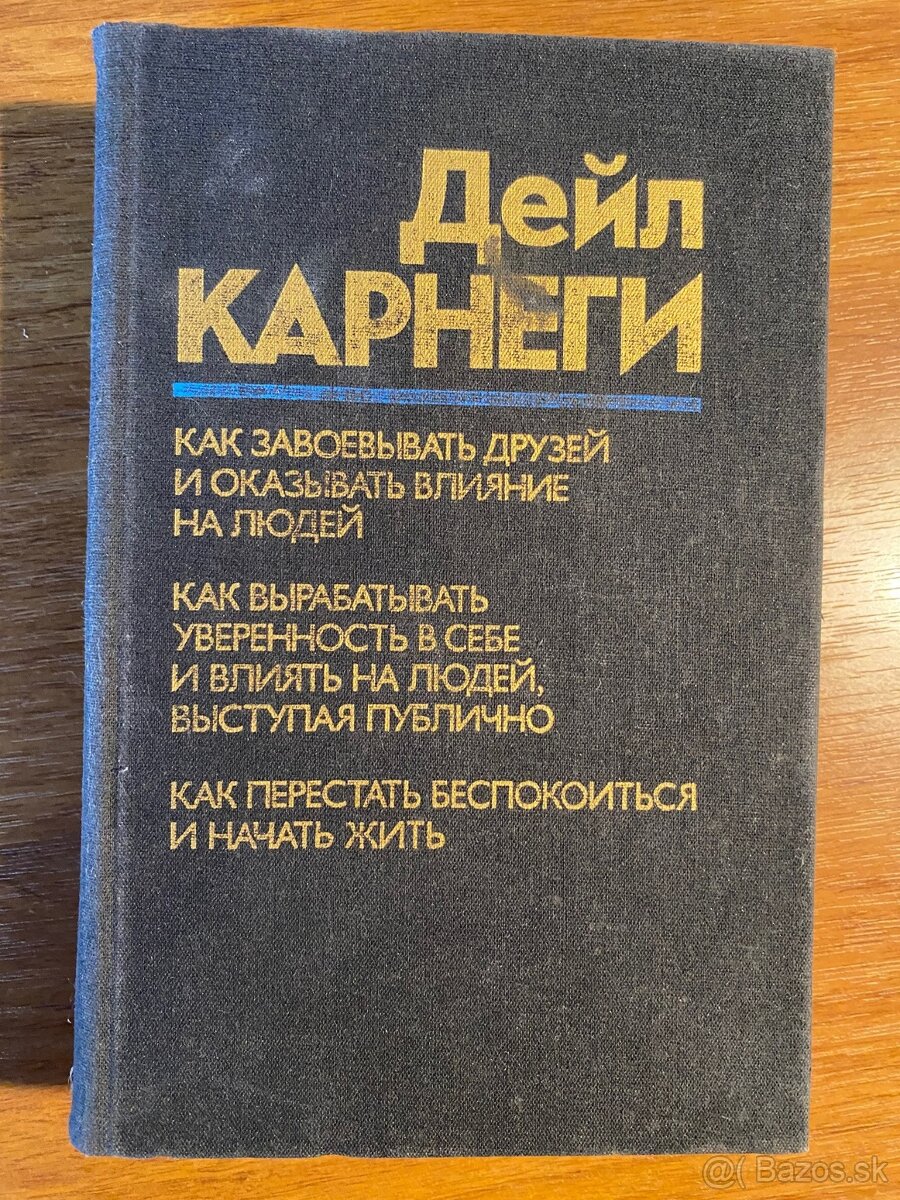 Дейл
КАРНЕГИ
КАК ЗАВОЕВЫВАТЬ ДРУЗЕЙ
И ОКАЗЫВАТЬ ВЛИЯНИЕ
НА ЛЮДЕЙ
КАК ВЫРАБАТЫВАТЬ
УВЕРЕННОСТЬ В СЕБЕ
И ВЛИЯТЬ НА ЛЮДЕЙ,
ВЫСТУПАЯ ПУБЛИЧНО
КАК ПЕРЕСТАТЬ БЕСПОКОИТЬСЯ
И НАЧАТЬ ЖИТЬ
@( Bazos.sk